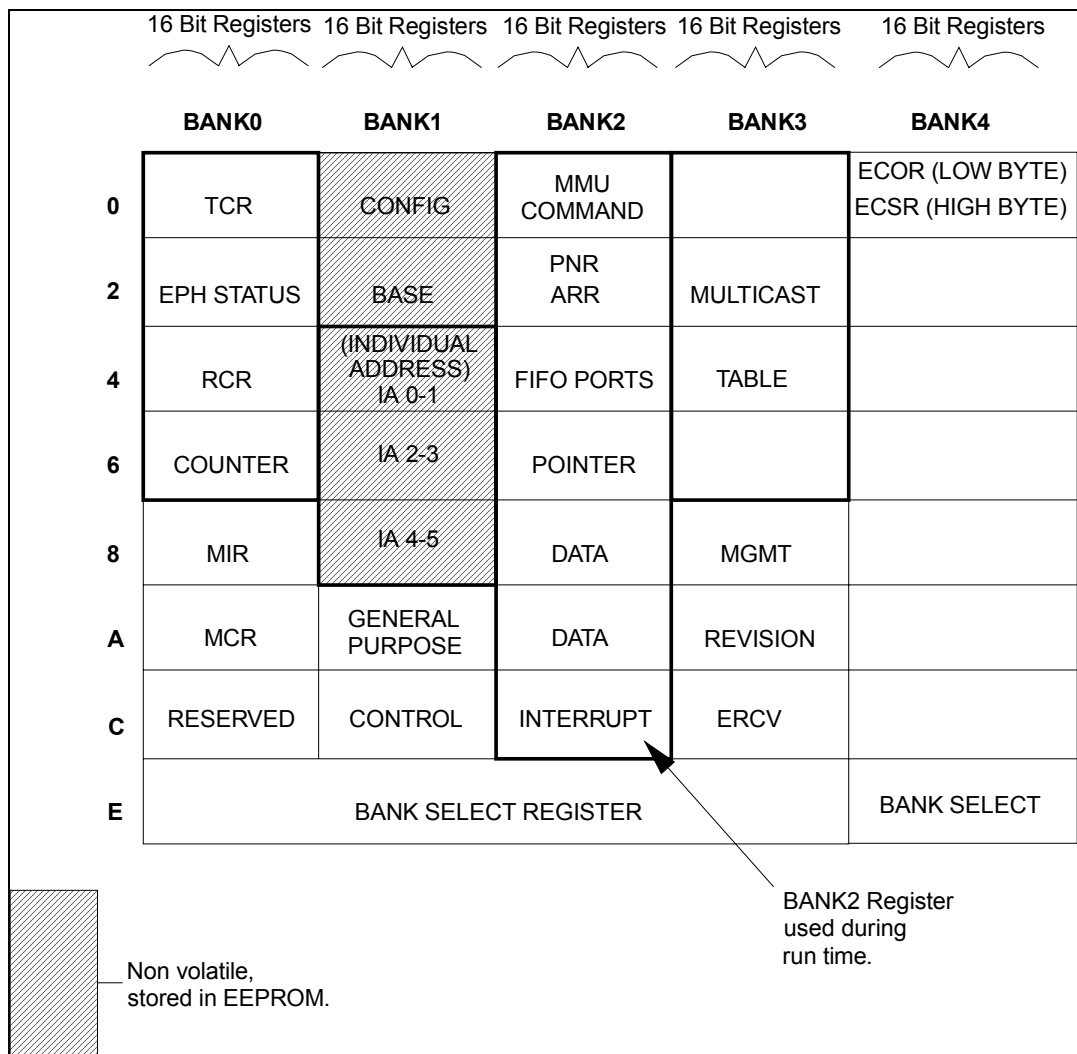 16 Bit Registers 16 Bit Registers 16 Bit Registers 16 Bit Registers 16 Bit Registers
BANK0 BANK1 BANK2 BANK3 BANK4
0 TCR CONFIG MMU COMMAND ECOR (LOW BYTE) ECSR (HIGH BYTE)
2 EPH STATUS BASE PNR ARR MULTICAST
4 RCR (INDIVIDUAL ADDRESS) IA 0-1 FIFO PORTS TABLE
6 COUNTER IA 2-3 POINTER
8 MIR IA 4-5 DATA MGMT
A MCR GENERAL PURPOSE DATA REVISION
C RESERVED CONTROL INTERRUPT ERCV
E BANK SELECT REGISTER BANK SELECT
BANK2 Register
used during
run time.
Non volatile,
stored in EEPROM.